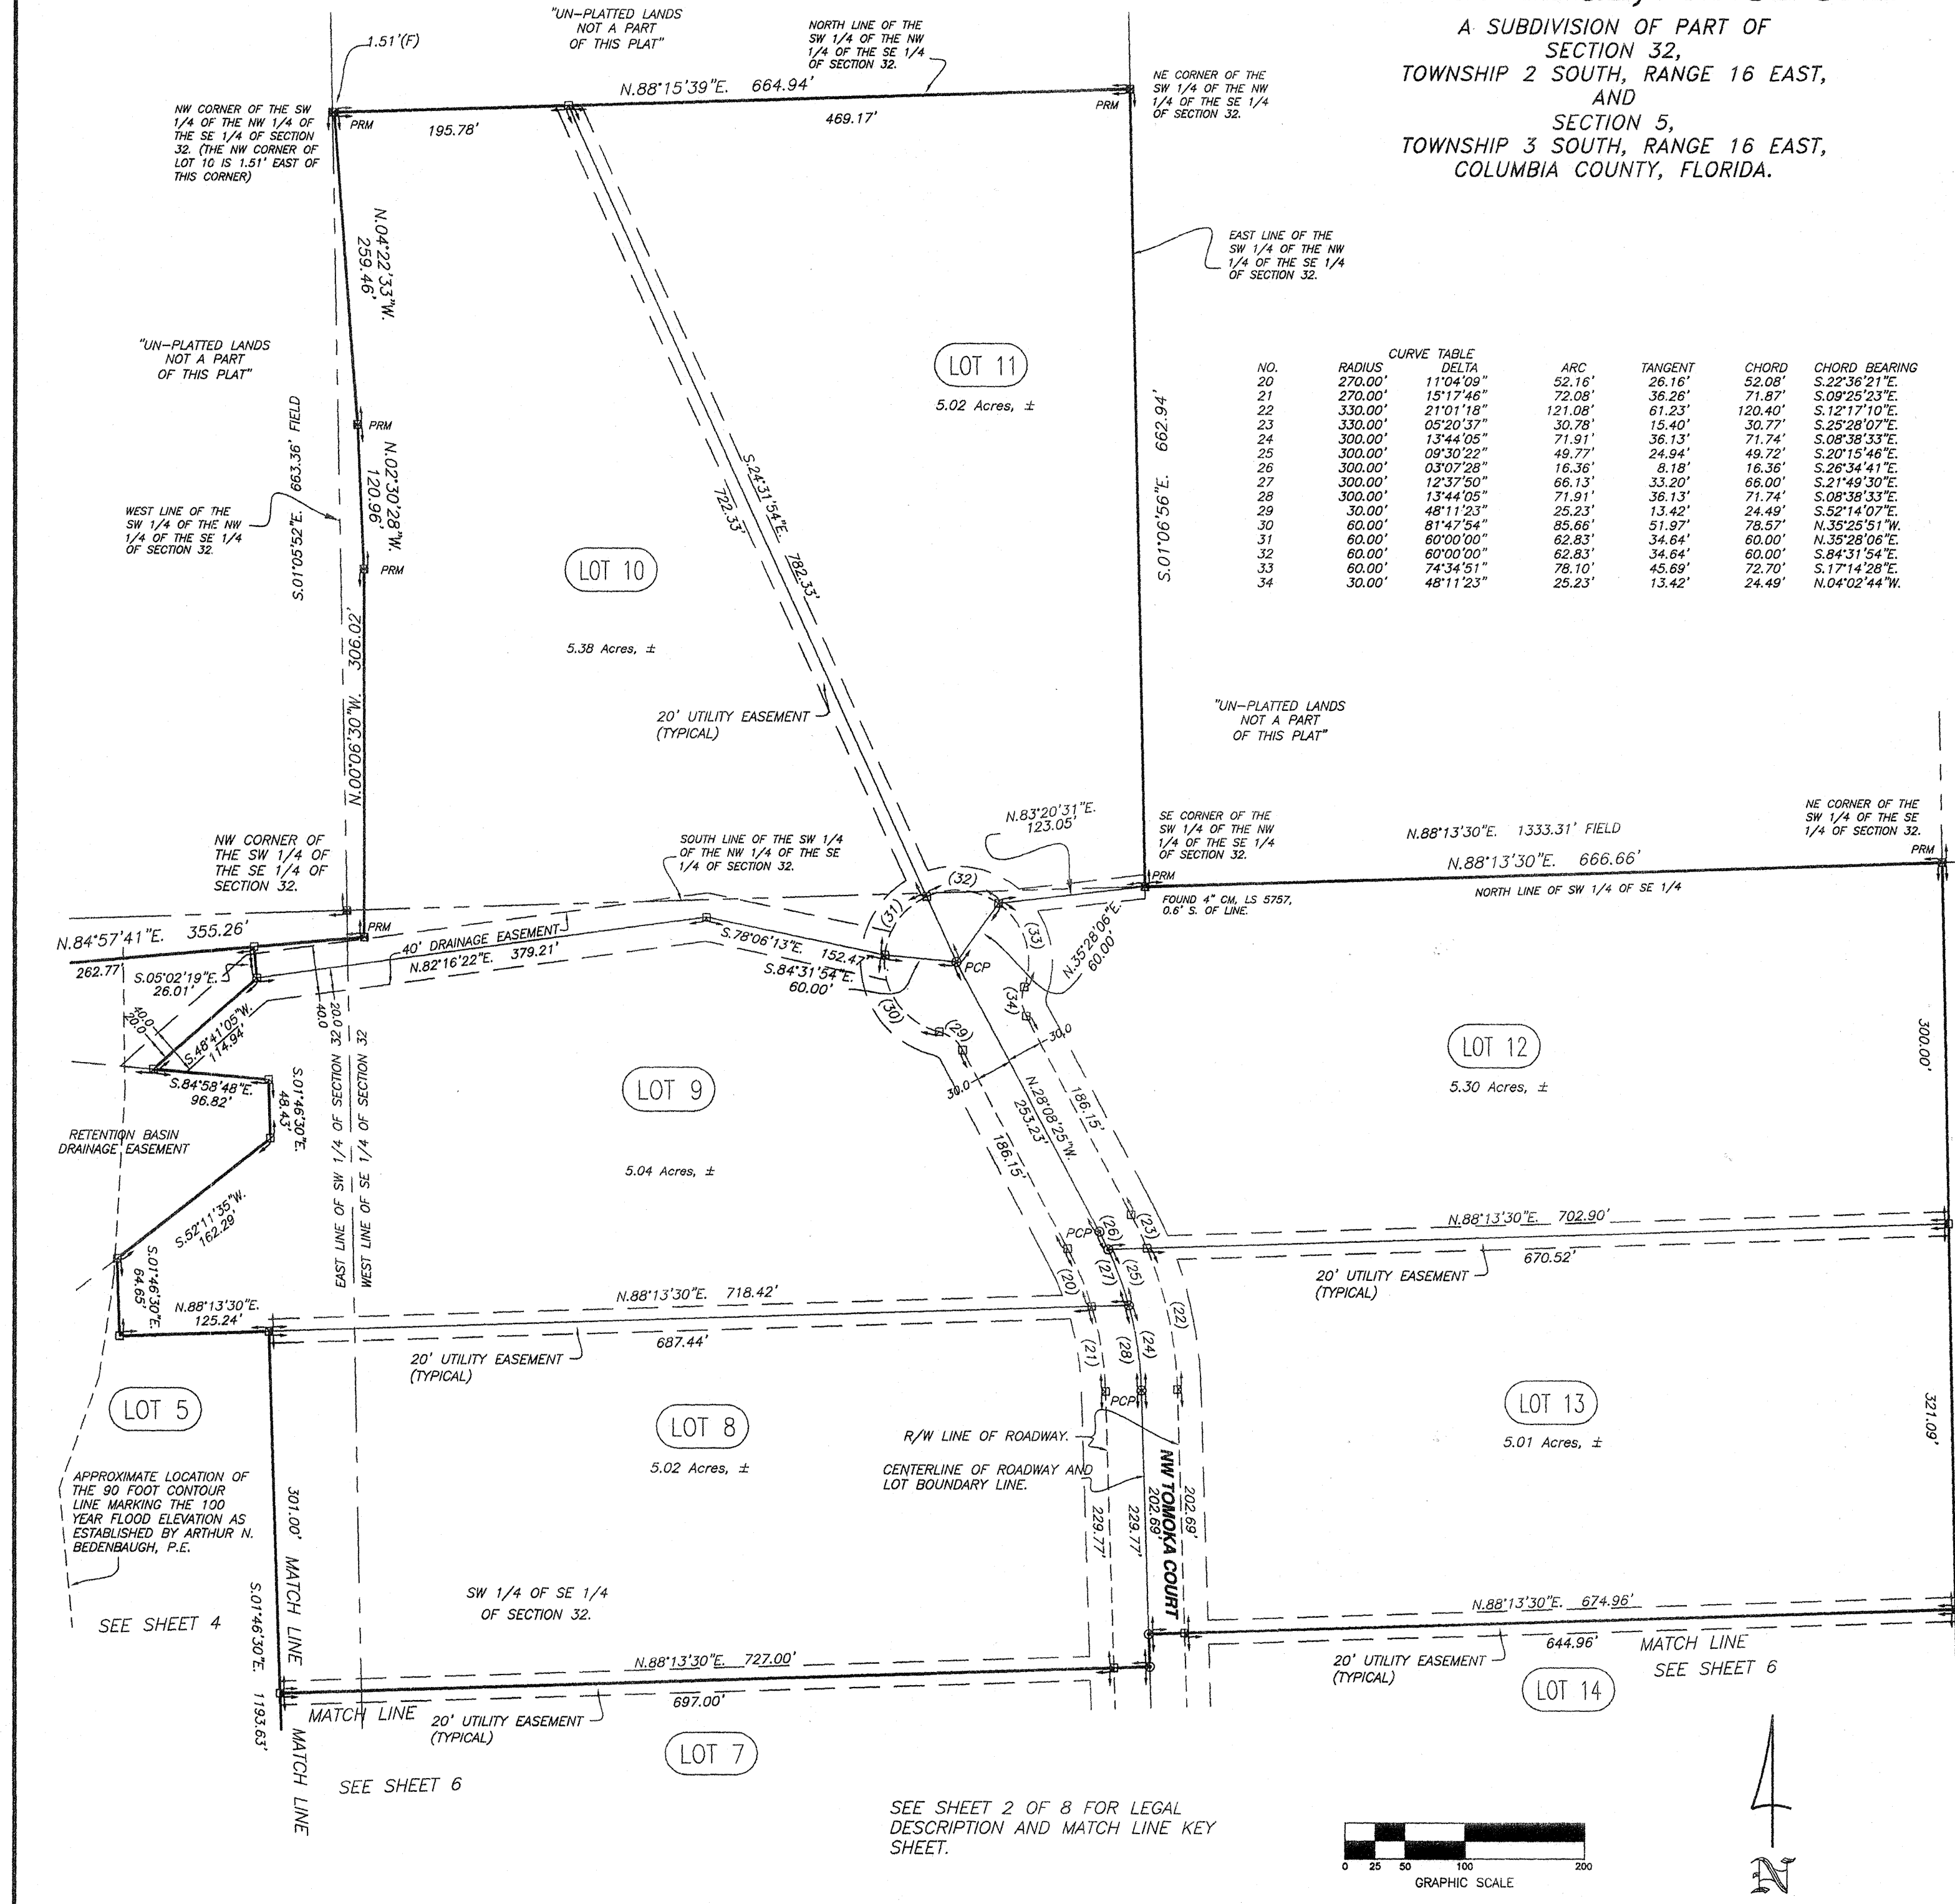 A SUBDIVISION OF PART OF
SECTION 32,
TOWNSHIP 2 SOUTH, RANGE 16 EAST,
AND
SECTION 5,
TOWNSHIP 3 SOUTH, RANGE 16 EAST,
COLUMBIA COUNTY, FLORIDA.
"UN-PLATTED LANDS
NOT A PART
OF THIS PLAT"
1.51'(F)
NORTH LINE OF THE
SW 1/4 OF THE NW
1/4 OF THE SE 1/4
OF SECTION 32.
N.88°15'39"E. 664.94'
195.78'
469.17'
PRM
PRM
NE CORNER OF THE
SW 1/4 OF THE NW
1/4 OF THE SE 1/4
OF SECTION 32.
NW CORNER OF THE SW
1/4 OF THE NW 1/4 OF
THE SE 1/4 OF SECTION
32. (THE NW CORNER OF
LOT 10 IS 1.51' EAST OF
THIS CORNER)
N.04°22'33"W.
259.46'
EAST LINE OF THE
SW 1/4 OF THE NW
1/4 OF THE SE 1/4
OF SECTION 32.
"UN-PLATTED LANDS
NOT A PART
OF THIS PLAT"
S.01°05'52"E. 663.36' FIELD
PRM
N.02°30'28"W.
120.96'
WEST LINE OF THE
SW 1/4 OF THE NW
1/4 OF THE SE 1/4
OF SECTION 32.
PRM
N.00°06'30"W. 306.02'
LOT 11
5.02 Acres, ±
S.01°06'56"E. 662.94'
S.24°31'54"E. 782.33'
722.33'
LOT 10
5.38 Acres, ±
20' UTILITY EASEMENT
(TYPICAL)
CURVE TABLE
NO. RADIUS DELTA ARC TANGENT CHORD CHORD BEARING
20 270.00' 11°04'09" 52.16' 26.16' 52.08' S.22°36'21"E.
21 270.00' 15°17'46" 72.08' 36.26' 71.87' S.09°25'23"E.
22 330.00' 21°01'18" 121.08' 61.23' 120.40' S.12°17'10"E.
23 330.00' 05°20'37" 30.78' 15.40' 30.77' S.25°28'07"E.
24 300.00' 13°44'05" 71.91' 36.13' 71.74' S.08°38'33"E.
25 300.00' 09°30'22" 49.77' 24.94' 49.72' S.20°15'46"E.
26 300.00' 03°07'28" 16.36' 8.18' 16.36' S.26°34'41"E.
27 300.00' 12°37'50" 66.13' 33.20' 66.00' S.21°49'30"E.
28 300.00' 13°44'05" 71.91' 36.13' 71.74' S.08°38'33"E.
29 30.00' 48°11'23" 25.23' 13.42' 24.49' S.52°14'07"E.
30 60.00' 81°47'54" 85.66' 51.97' 78.57' N.35°25'51"W.
31 60.00' 60°00'00" 62.83' 34.64' 60.00' N.35°28'06"E.
32 60.00' 60°00'00" 62.83' 34.64' 60.00' S.84°31'54"E.
33 60.00' 74°34'51" 78.10' 45.69' 72.70' S.17°14'28"E.
34 30.00' 48°11'23" 25.23' 13.42' 24.49' N.04°02'44"W.
"UN-PLATTED LANDS
NOT A PART
OF THIS PLAT"
NW CORNER OF
THE SW 1/4 OF
THE SE 1/4 OF
SECTION 32.
SOUTH LINE OF THE SW 1/4
OF THE NW 1/4 OF THE SE
1/4 OF SECTION 32.
N.83°20'31"E.
123.05'
SE CORNER OF THE
SW 1/4 OF THE NW
1/4 OF THE SE 1/4
OF SECTION 32.
N.88°13'30"E. 1333.31' FIELD
NE CORNER OF THE
SW 1/4 OF THE SE
1/4 OF SECTION 32.
PRM
N.88°13'30"E. 666.66'
NORTH LINE OF SW 1/4 OF SE 1/4
PRM
FOUND 4" CM, LS 5757,
0.6' S. OF LINE.
PRM
N.84°57'41"E. 355.26'
262.77'
40' DRAINAGE EASEMENT
N.82°16'22"E. 379.21'
S.78°06'13"E. 152.47'
S.84°31'54"E.
60.00'
(31)
(32)
(33)
(34)
(30)
(29)
PCP
N.35°28'06"E.
60.00'
S.05°02'19"E.
26.01'
40.0
20.0
S.48°41'05"W.
114.94'
20.0
40.0
S.84°58'48"E.
96.82'
S.01°46'30"E.
48.43'
RETENTION BASIN
DRAINAGE EASEMENT
S.52°11'35"W.
162.29'
S.01°46'30"E.
64.65'
EAST LINE OF SW 1/4 OF SECTION 32
WEST LINE OF SE 1/4 OF SECTION 32
LOT 9
5.04 Acres, ±
30.0
30.0
N.28°08'25"W.
253.23'
186.15'
186.15'
LOT 12
5.30 Acres, ±
300.00'
PCP
(26)
(23)
(27)
(25)
(20)
(22)
(21)
(28)
(24)
PCP
N.88°13'30"E. 702.90'
670.52'
20' UTILITY EASEMENT
(TYPICAL)
N.88°13'30"E.
125.24'
N.88°13'30"E. 718.42'
687.44'
20' UTILITY EASEMENT
(TYPICAL)
LOT 5
LOT 8
5.02 Acres, ±
R/W LINE OF ROADWAY.
CENTERLINE OF ROADWAY AND
LOT BOUNDARY LINE.
NW TOMOKA COURT
229.77'
229.77'
202.69'
202.69'
LOT 13
5.01 Acres, ±
321.09'
APPROXIMATE LOCATION OF
THE 90 FOOT CONTOUR
LINE MARKING THE 100
YEAR FLOOD ELEVATION AS
ESTABLISHED BY ARTHUR N.
BEDENBAUGH, P.E.
SEE SHEET 4
301.00' MATCH LINE
S.01°46'30"E. 1193.63'
MATCH LINE
SW 1/4 OF SE 1/4
OF SECTION 32.
N.88°13'30"E. 727.00'
697.00'
MATCH LINE
20' UTILITY EASEMENT
(TYPICAL)
LOT 7
SEE SHEET 6
N.88°13'30"E. 674.96'
644.96'
MATCH LINE
SEE SHEET 6
20' UTILITY EASEMENT
(TYPICAL)
LOT 14
SEE SHEET 2 OF 8 FOR LEGAL
DESCRIPTION AND MATCH LINE KEY
SHEET.
0 25 50 100 200
GRAPHIC SCALE
N